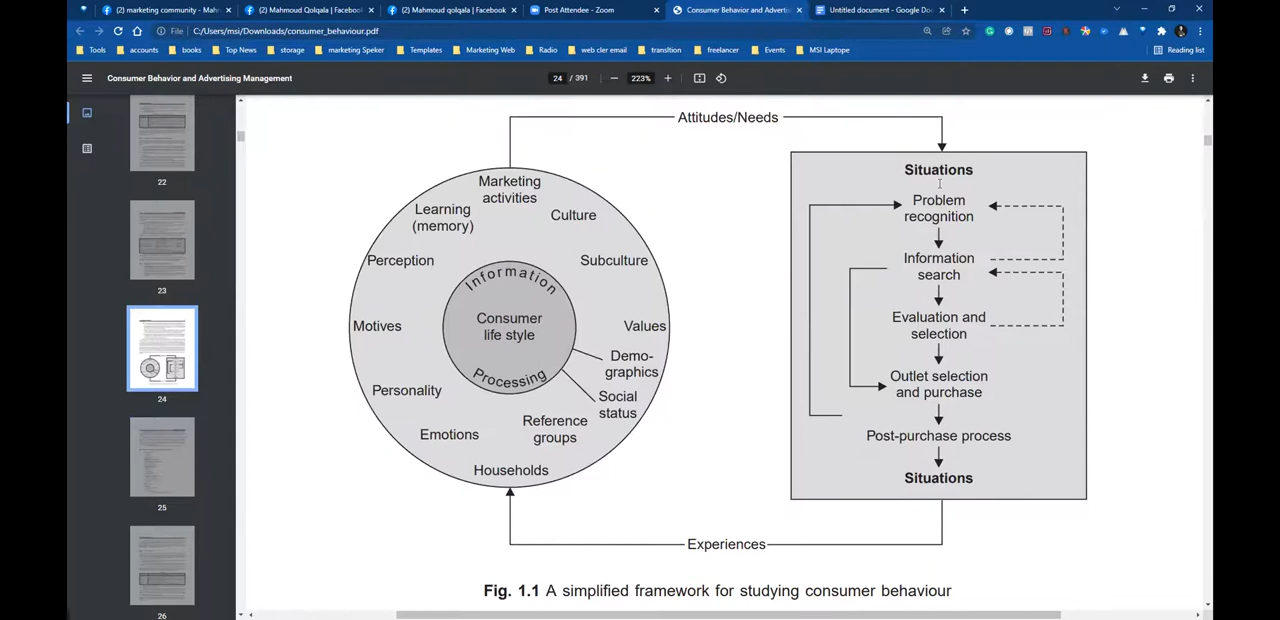 (2) marketing community - Mahm
(2) Mahmoud Qolqala | Facebook
(2) Mahmoud qolqala | Facebook
Post Attendee - Zoom
Consumer Behavior and Adverti
Untitled document - Google Doc
File
C:/Users/msi/Downloads/consumer_behaviour.pdf
Tools
accounts
books
Top News
storage
marketing Speker
Templates
Marketing Web
Radio
web cler email
transltion
freelancer
Events
MSI Laptope
Reading list
Consumer Behavior and Advertising Management
24 / 391
223%
22
23
24
25
26
Attitudes/Needs
Marketing
activities
Learning
(memory)
Culture
Perception
Subculture
Information
Consumer
life style
Processing
Motives
Values
Demo-
graphics
Personality
Social
status
Emotions
Reference
groups
Households
Situations
Problem
recognition
Information
search
Evaluation and
selection
Outlet selection
and purchase
Post-purchase process
Situations
Experiences
Fig. 1.1 A simplified framework for studying consumer behaviour